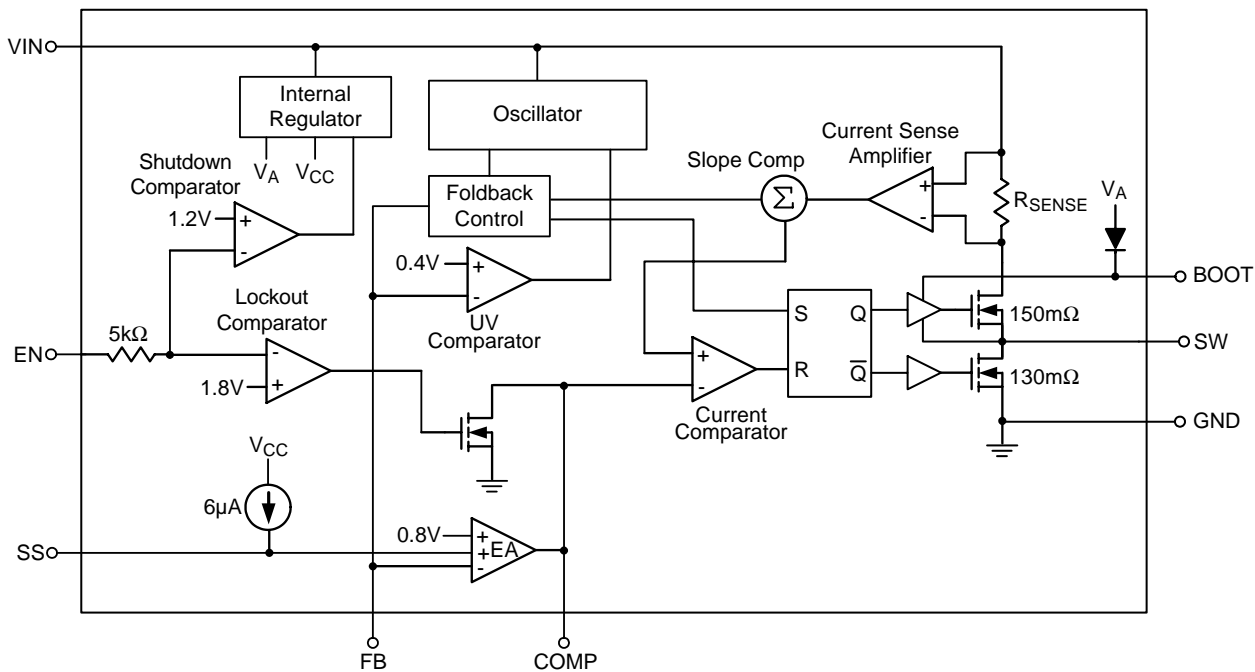 VIN
Internal
Regulator
Oscillator
Current Sense
Amplifier
Shutdown
Comparator
VA
VCC
Slope Comp
Foldback
Control
Σ
+
-
RSENSE
VA
1.2V
+
-
0.4V
+
-
BOOT
Lockout
Comparator
UV
Comparator
S
Q
150mΩ
5kΩ
EN
-
+
1.8V
+
-
R
Q̅
SW
130mΩ
Current
Comparator
GND
VCC
6µA
0.8V
+
+
-
EA
SS
FB
COMP